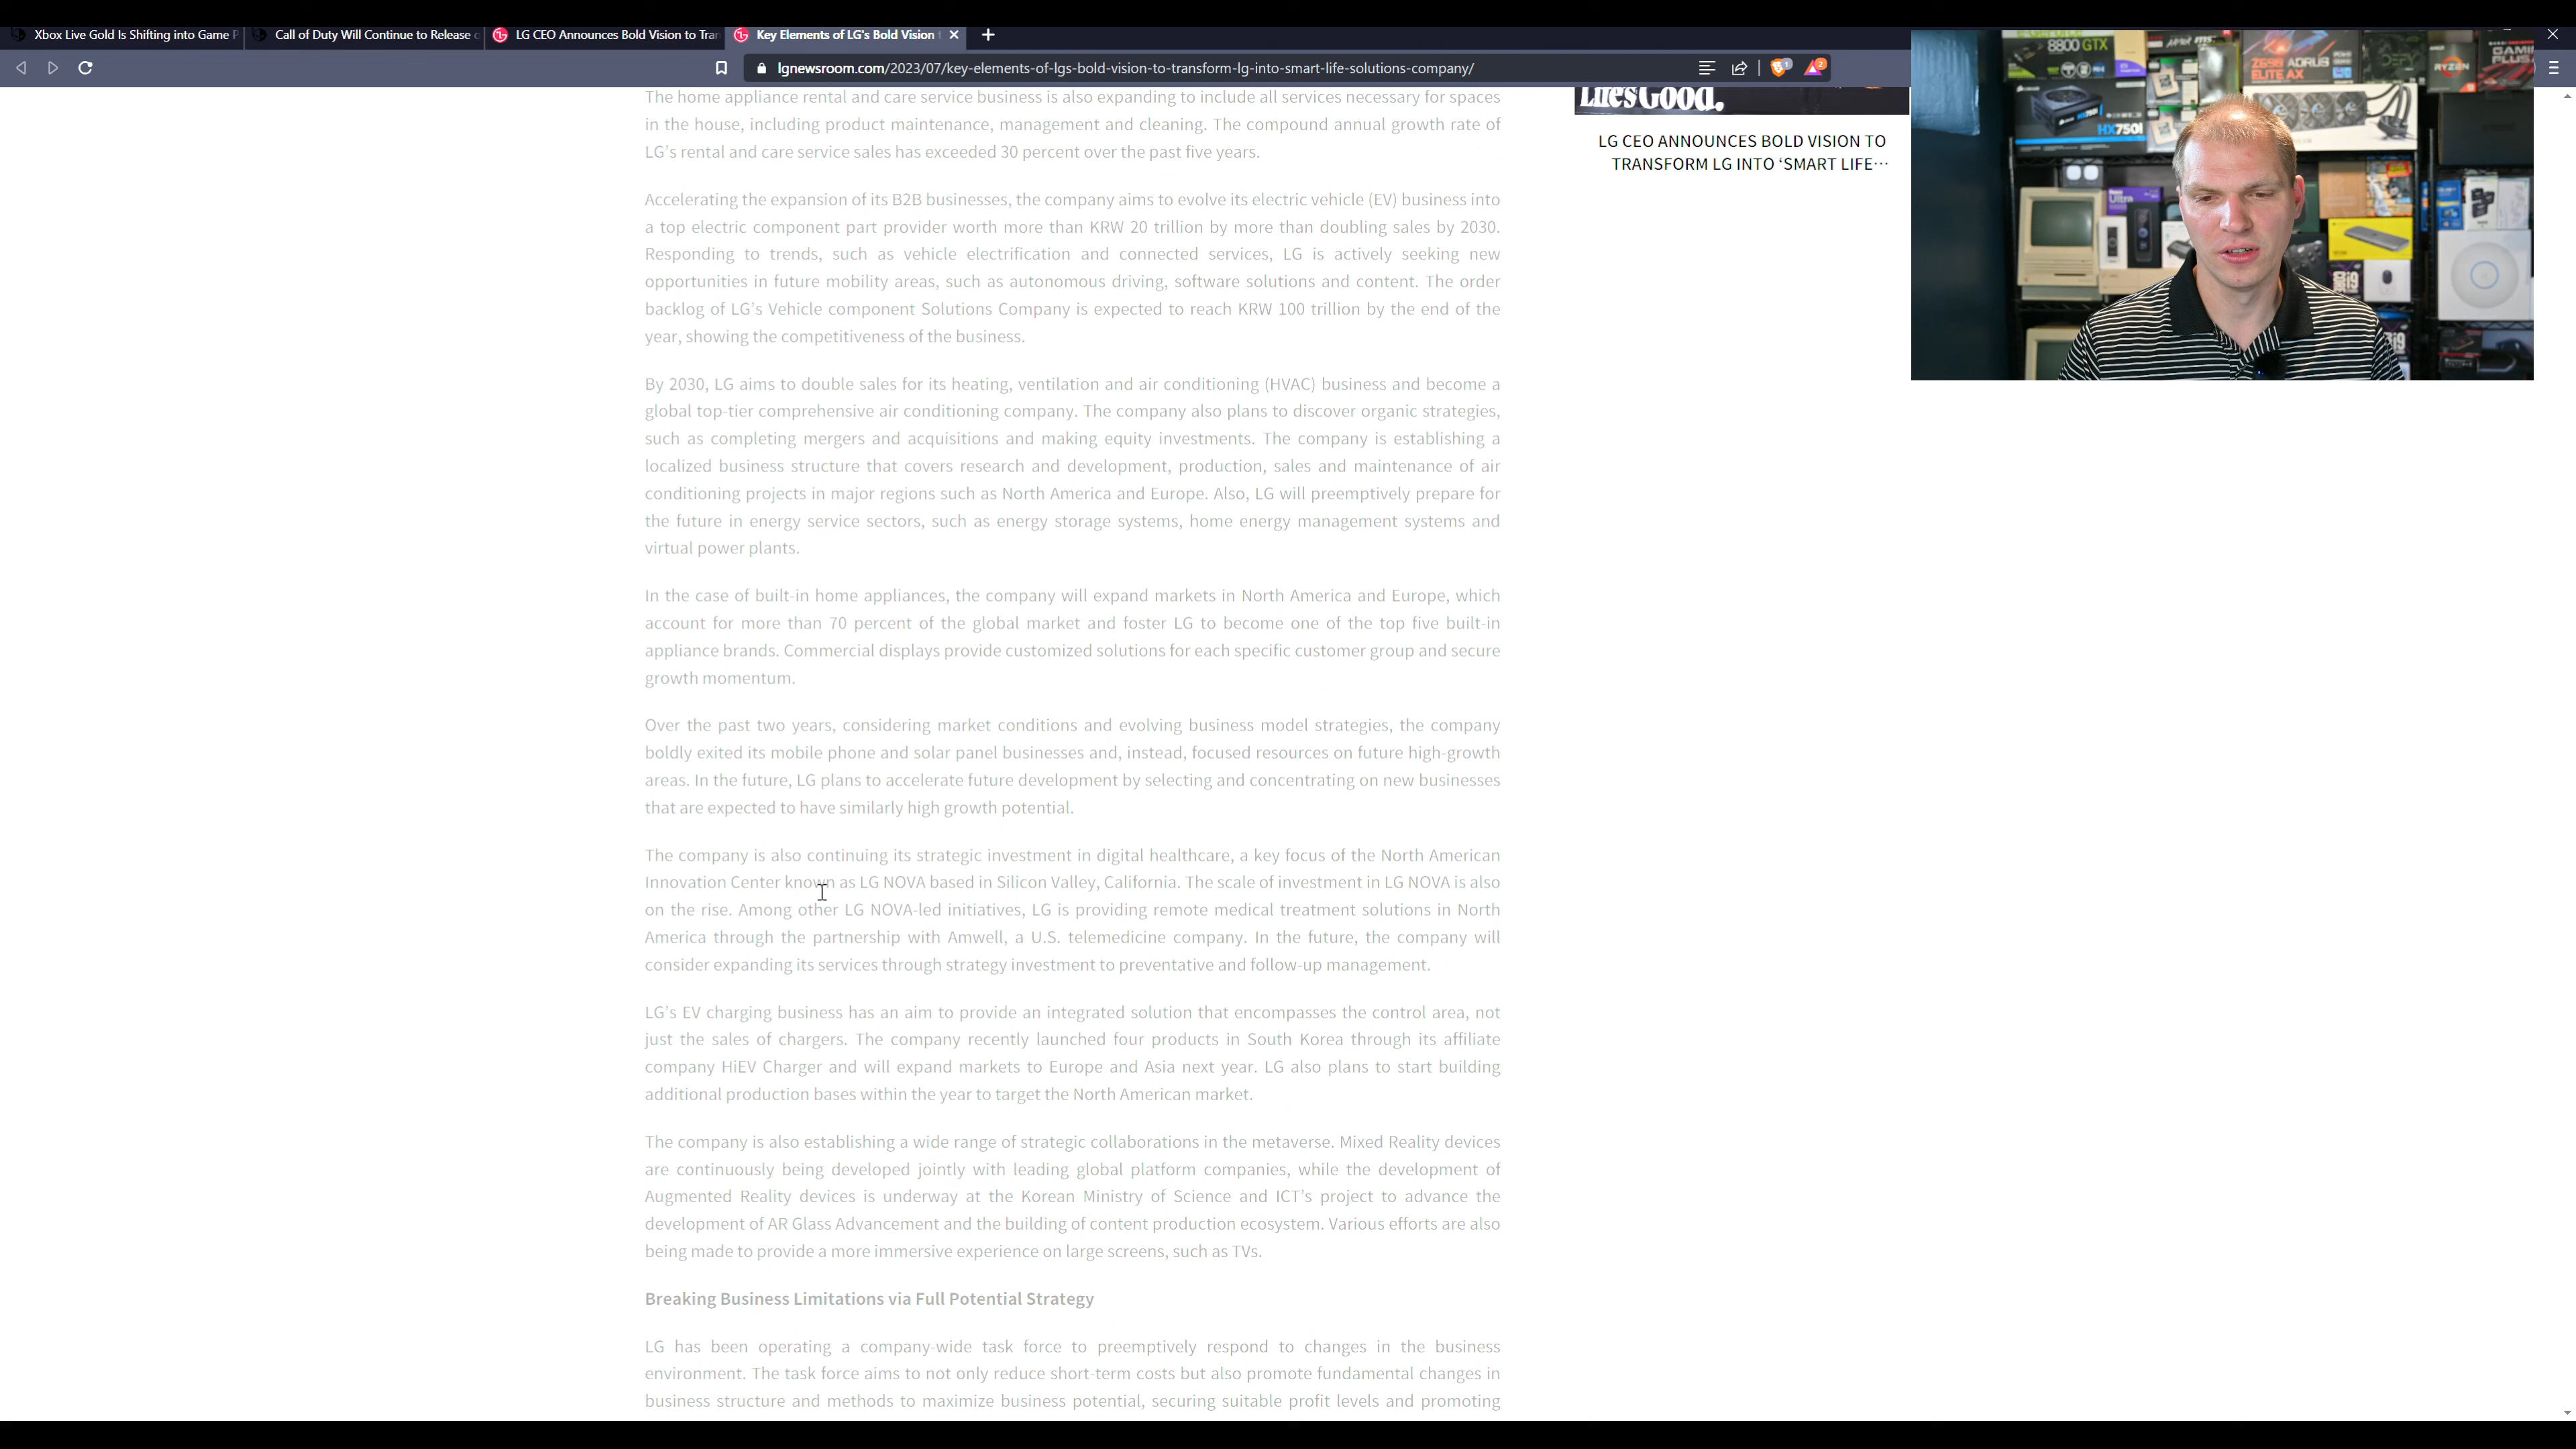 Xbox Live Gold Is Shifting into Game P
Call of Duty Will Continue to Release
LG CEO Announces Bold Vision to Tran
Key Elements of LG's Bold Vision
lgnewsroom.com/2023/07/key-elements-of-lgs-bold-vision-to-transform-lg-into-smart-life-solutions-company/
1
2
8800 GTX
HX750i
Z690 AORUS
ELITE AX
RYZEN
GAMI
PLUS
Ultra
i9
i9
Life's Good.
LG CEO ANNOUNCES BOLD VISION TO
TRANSFORM LG INTO ‘SMART LIFE···
The home appliance rental and care service business is also expanding to include all services necessary for spaces
in the house, including product maintenance, management and cleaning. The compound annual growth rate of
LG’s rental and care service sales has exceeded 30 percent over the past five years.
Accelerating the expansion of its B2B businesses, the company aims to evolve its electric vehicle (EV) business into
a top electric component part provider worth more than KRW 20 trillion by more than doubling sales by 2030.
Responding to trends, such as vehicle electrification and connected services, LG is actively seeking new
opportunities in future mobility areas, such as autonomous driving, software solutions and content. The order
backlog of LG’s Vehicle component Solutions Company is expected to reach KRW 100 trillion by the end of the
year, showing the competitiveness of the business.
By 2030, LG aims to double sales for its heating, ventilation and air conditioning (HVAC) business and become a
global top-tier comprehensive air conditioning company. The company also plans to discover organic strategies,
such as completing mergers and acquisitions and making equity investments. The company is establishing a
localized business structure that covers research and development, production, sales and maintenance of air
conditioning projects in major regions such as North America and Europe. Also, LG will preemptively prepare for
the future in energy service sectors, such as energy storage systems, home energy management systems and
virtual power plants.
In the case of built-in home appliances, the company will expand markets in North America and Europe, which
account for more than 70 percent of the global market and foster LG to become one of the top five built-in
appliance brands. Commercial displays provide customized solutions for each specific customer group and secure
growth momentum.
Over the past two years, considering market conditions and evolving business model strategies, the company
boldly exited its mobile phone and solar panel businesses and, instead, focused resources on future high-growth
areas. In the future, LG plans to accelerate future development by selecting and concentrating on new businesses
that are expected to have similarly high growth potential.
The company is also continuing its strategic investment in digital healthcare, a key focus of the North American
Innovation Center known as LG NOVA based in Silicon Valley, California. The scale of investment in LG NOVA is also
on the rise. Among other LG NOVA-led initiatives, LG is providing remote medical treatment solutions in North
America through the partnership with Amwell, a U.S. telemedicine company. In the future, the company will
consider expanding its services through strategy investment to preventative and follow-up management.
LG’s EV charging business has an aim to provide an integrated solution that encompasses the control area, not
just the sales of chargers. The company recently launched four products in South Korea through its affiliate
company HiEV Charger and will expand markets to Europe and Asia next year. LG also plans to start building
additional production bases within the year to target the North American market.
The company is also establishing a wide range of strategic collaborations in the metaverse. Mixed Reality devices
are continuously being developed jointly with leading global platform companies, while the development of
Augmented Reality devices is underway at the Korean Ministry of Science and ICT’s project to advance the
development of AR Glass Advancement and the building of content production ecosystem. Various efforts are also
being made to provide a more immersive experience on large screens, such as TVs.
Breaking Business Limitations via Full Potential Strategy
LG has been operating a company-wide task force to preemptively respond to changes in the business
environment. The task force aims to not only reduce short-term costs but also promote fundamental changes in
business structure and methods to maximize business potential, securing suitable profit levels and promoting